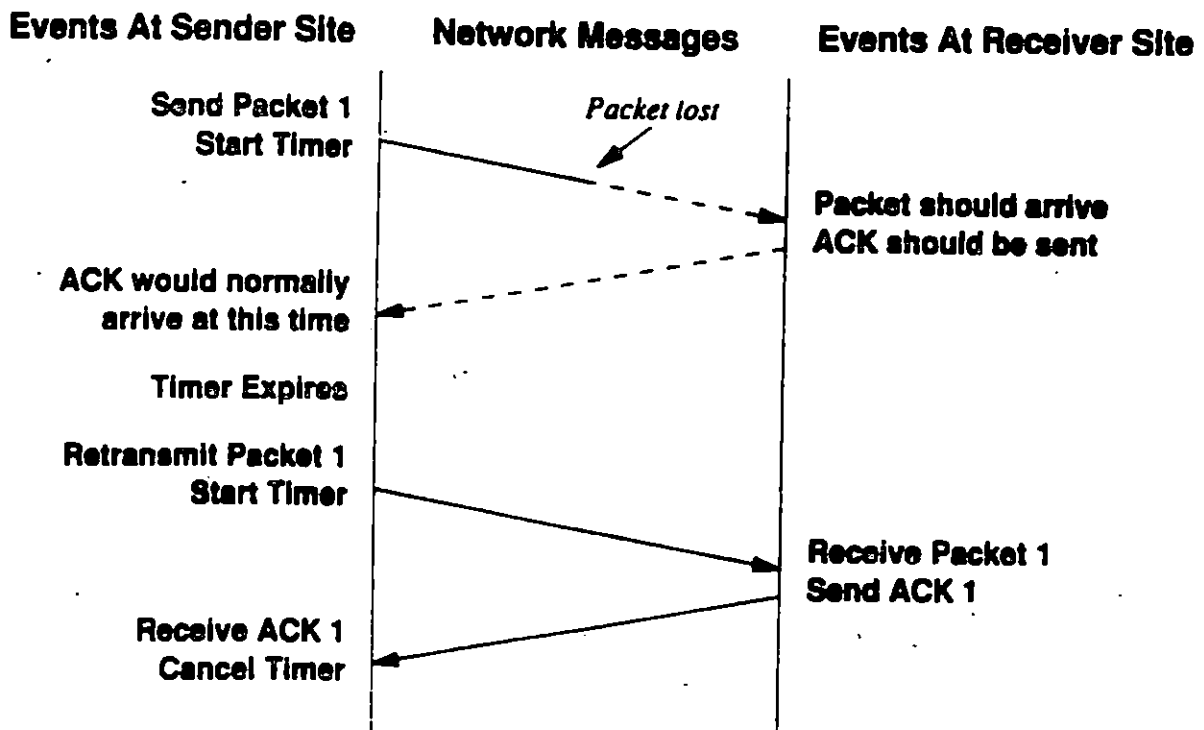 Events At Sender Site
Network Messages
Events At Receiver Site
Send Packet 1
Start Timer
Packet lost
Packet should arrive
ACK should be sent
ACK would normally
arrive at this time
Timer Expires
Retransmit Packet 1
Start Timer
Receive Packet 1
Send ACK 1
Receive ACK 1
Cancel Timer